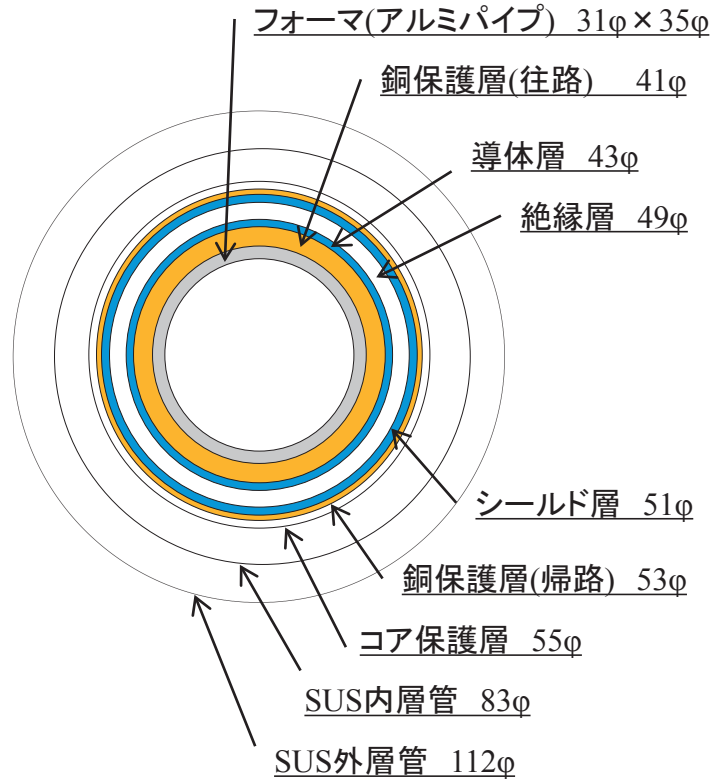 フォーマ(アルミパイプ) 31φ×35φ
銅保護層(往路) 41φ
導体層 43φ
絶縁層 49φ
シールド層 51φ
銅保護層(帰路) 53φ
コア保護層 55φ
SUS内層管 83φ
SUS外層管 112φ